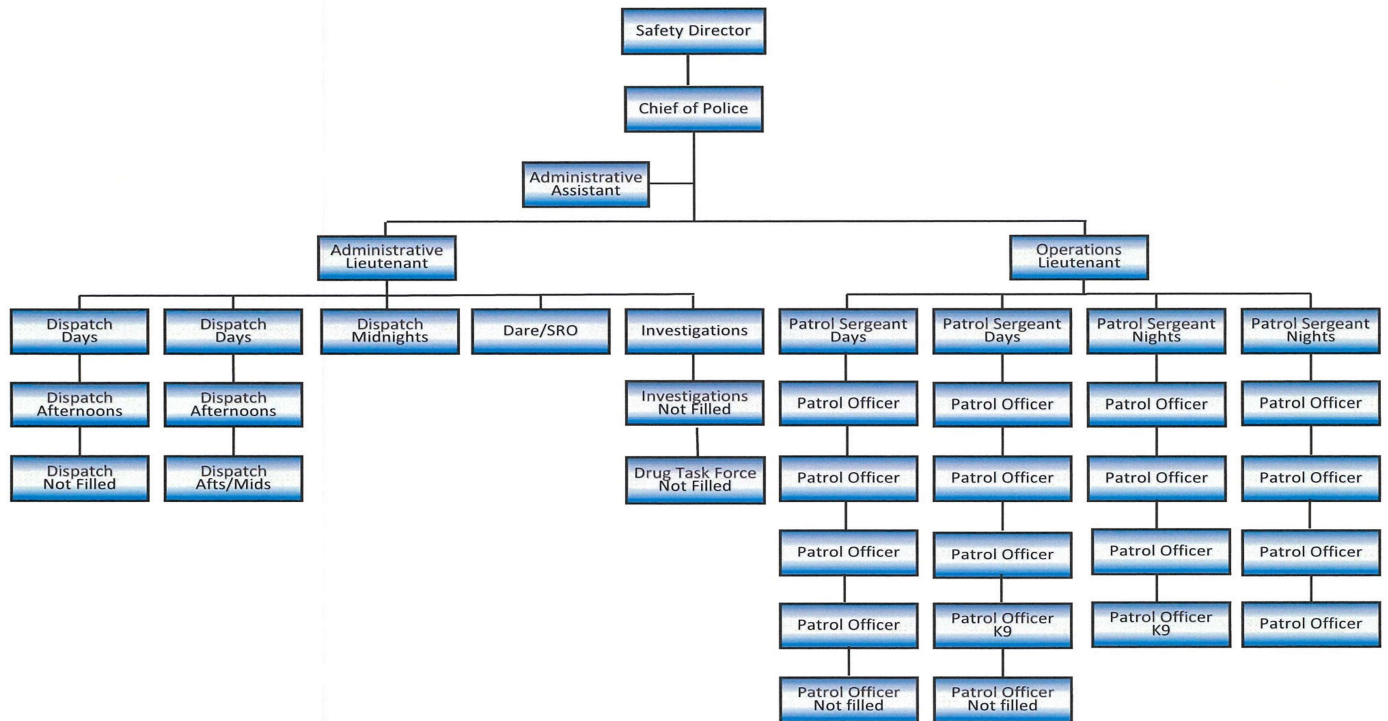 Safety Director
Chief of Police
Administrative
Assistant
Administrative
Lieutenant
Operations
Lieutenant
Dispatch
Days
Dispatch
Days
Dispatch
Midnights
Dare/SRO
Investigations
Patrol Sergeant
Days
Patrol Sergeant
Days
Patrol Sergeant
Nights
Patrol Sergeant
Nights
Dispatch
Afternoons
Dispatch
Afternoons
Investigations
Not Filled
Patrol Officer
Patrol Officer
Patrol Officer
Patrol Officer
Dispatch
Not Filled
Dispatch
Afts/Mids
Drug Task Force
Not Filled
Patrol Officer
Patrol Officer
Patrol Officer
Patrol Officer
Patrol Officer
Patrol Officer
Patrol Officer
Patrol Officer
Patrol Officer
Patrol Officer
K9
Patrol Officer
K9
Patrol Officer
Patrol Officer
Not filled
Patrol Officer
Not filled